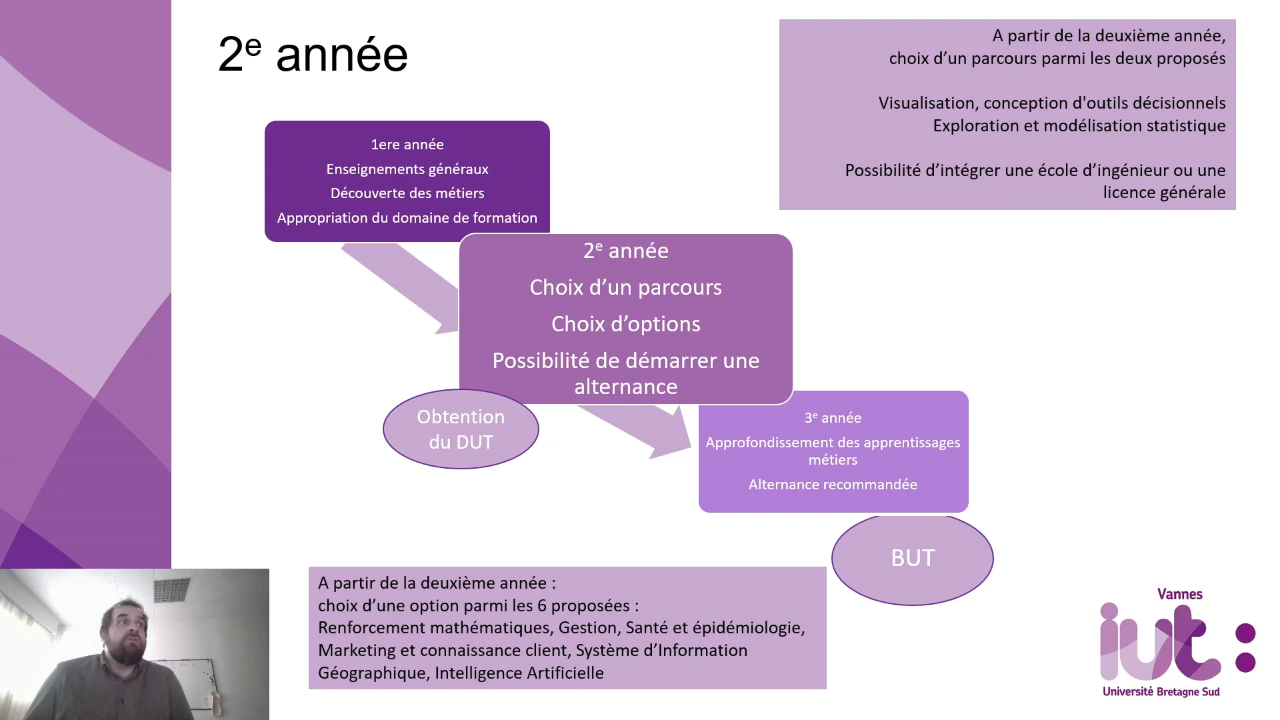 2e année
A partir de la deuxième année,
choix d’un parcours parmi les deux proposés
Visualisation, conception d'outils décisionnels
Exploration et modélisation statistique
Possibilité d’intégrer une école d’ingénieur ou une
licence générale
1ere année
Enseignements généraux
Découverte des métiers
Appropriation du domaine de formation
2e année
Choix d’un parcours
Choix d’options
Possibilité de démarrer une
alternance
Obtention
du DUT
3e année
Approfondissement des apprentissages
métiers
Alternance recommandée
BUT
A partir de la deuxième année :
choix d’une option parmi les 6 proposées :
Renforcement mathématiques, Gestion, Santé et épidémiologie,
Marketing et connaissance client, Système d’Information
Géographique, Intelligence Artificielle
Vannes
iut:
Université Bretagne Sud